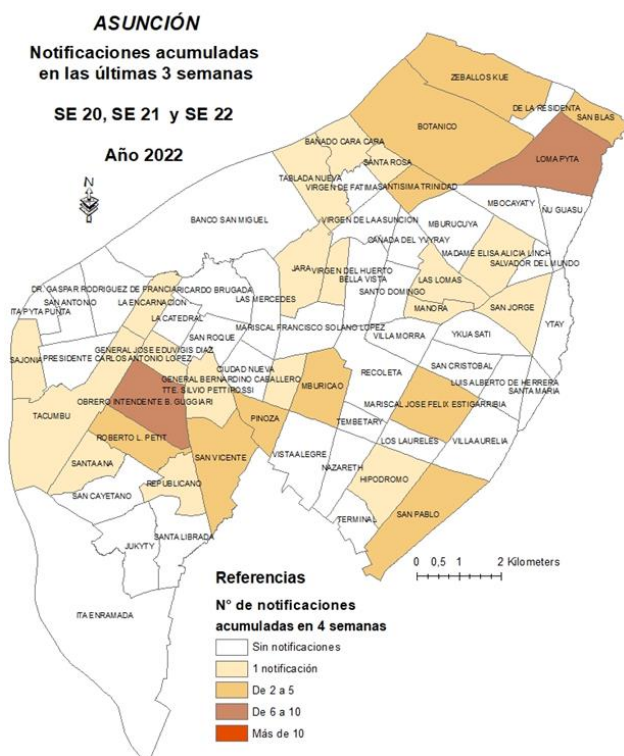 ASUNCIÓN
Notificaciones acumuladas
en las últimas 3 semanas
SE 20, SE 21 y SE 22
Año 2022
N
ZEBALLOS KUE
DE LA RESIDENTA
SAN BLAS
BOTANICO
LOMA PYTA
BAÑADO CARA CARA
SANTA ROSA
TABLADA NUEVA
VIRGEN DE FATIMA
SANTISIMA TRINIDAD
MBOCAYATY
ÑU GUASU
BANCO SAN MIGUEL
VIRGEN DE LA ASUNCION
MBURUCUYA
CAÑADA DEL YVYRAY
MADAME ELISA ALICIA LINCH
SALVADOR DEL MUNDO
JARA
VIRGEN DEL HUERTO
BELLA VISTA
LAS LOMAS
DR. GASPAR RODRIGUEZ DE FRANCIA
RICARDO BRUGADA
SANTO DOMINGO
SAN ANTONIO
LA ENCARNACION
LAS MERCEDES
MANORA
SAN JORGE
ITA PYTA PUNTA
LA CATEDRAL
MARISCAL FRANCISCO SOLANO LOPEZ
YTAY
SAN ROQUE
VILLA MORRA
YKUA SATI
GENERAL JOSE EDUVIGIS DIAZ
SAJONIA
PRESIDENTE CARLOS ANTONIO LOPEZ
CIUDAD NUEVA
RECOLETA
SAN CRISTOBAL
GENERAL BERNARDINO CABALLERO
MBURICAO
LUIS ALBERTO DE HERRERA
TTE. SILVIO PETTIROSSI
SANTA MARIA
OBRERO INTENDENTE B. GUGGIARI
MARISCAL JOSE FELIX ESTIGARRIBIA
TACUMBU
PINOZA
TEMBETARY
ROBERTO L. PETIT
LOS LAURELES
VILLA AURELIA
SANTA ANA
SAN VICENTE
VISTA ALEGRE
NAZARETH
REPUBLICANO
HIPODROMO
SAN CAYETANO
SAN PABLO
TERMINAL
SANTA LIBRADA
JUKYTY
ITA ENRAMADA
0 0,5 1 2 Kilometers
Referencias
N° de notificaciones
acumuladas en 4 semanas
Sin notificaciones
1 notificación
De 2 a 5
De 6 a 10
Más de 10